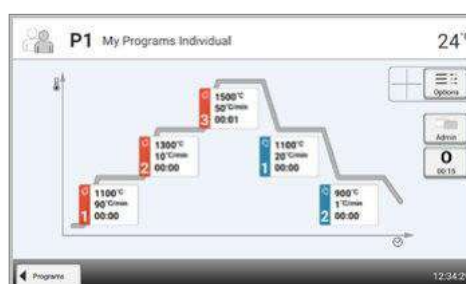 P1 My Programs Individual
24°
Options
Admin
0
00:15
3
1500°C
50°C/min
00:01
2
1300°C
10°C/min
00:00
1
1100°C
20°C/min
00:00
1
1100°C
90°C/min
00:00
2
900°C
1°C/min
00:00
Programs
12:34:2